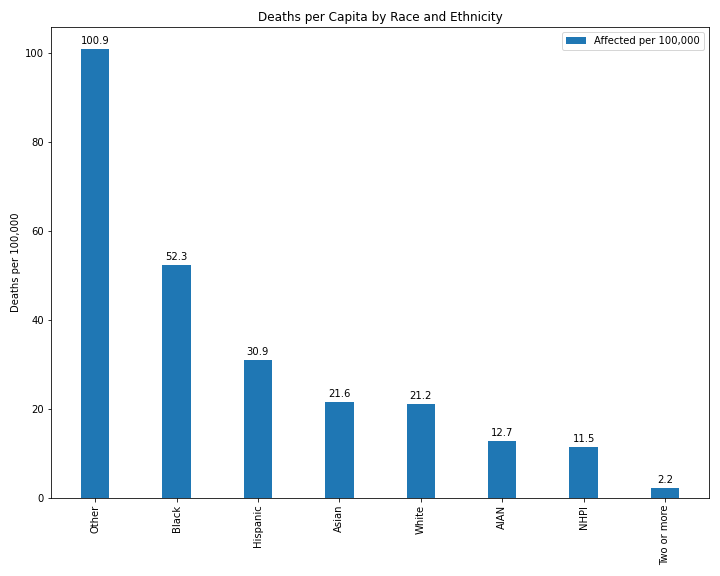 Deaths per Capita by Race and Ethnicity
Affected per 100,000
Deaths per 100,000
100
80
60
40
20
0
100.9
52.3
30.9
21.6
21.2
12.7
11.5
2.2
Other
Black
Hispanic
Asian
White
AIAN
NHPI
Two or more